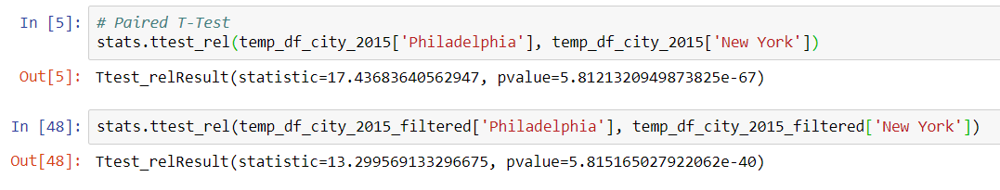 In [5]: # Paired T-Test
stats.ttest_rel(temp_df_city_2015['Philadelphia'], temp_df_city_2015['New York'])
Out[5]: Ttest_relResult(statistic=17.43683640562947, pvalue=5.8121320949873825e-67)
In [48]: stats.ttest_rel(temp_df_city_2015_filtered['Philadelphia'], temp_df_city_2015_filtered['New York'])
Out[48]: Ttest_relResult(statistic=13.299569133296675, pvalue=5.815165027922062e-40)